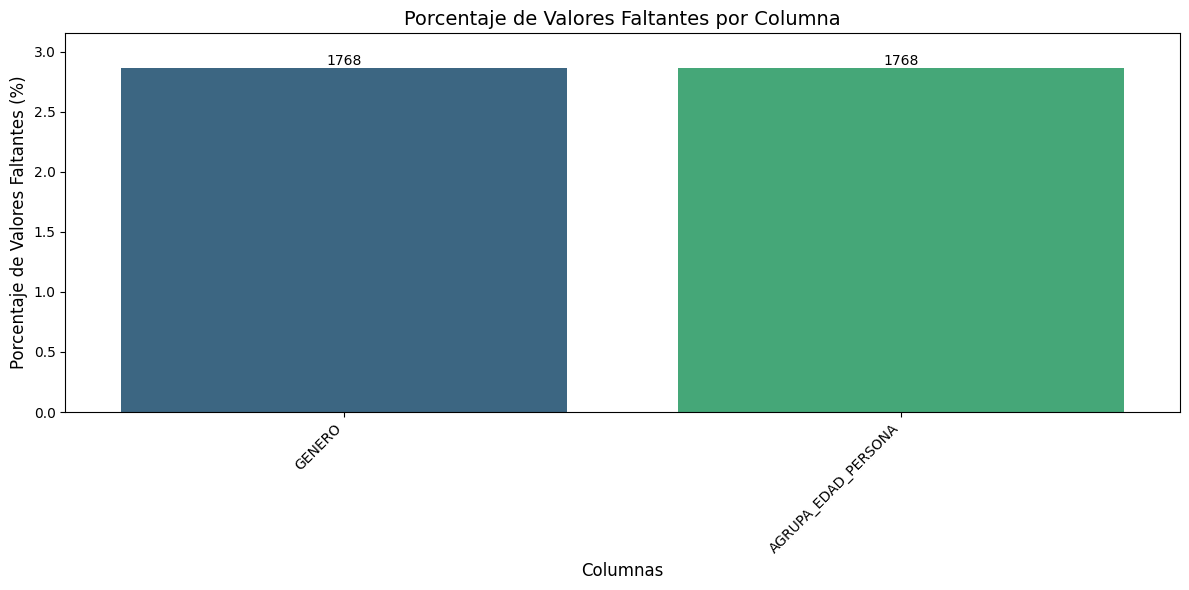 Porcentaje de Valores Faltantes por Columna
Porcentaje de Valores Faltantes (%)
3.0
2.5
2.0
1.5
1.0
0.5
0.0
1768
1768
GENERO
AGRUPA_EDAD_PERSONA
Columnas